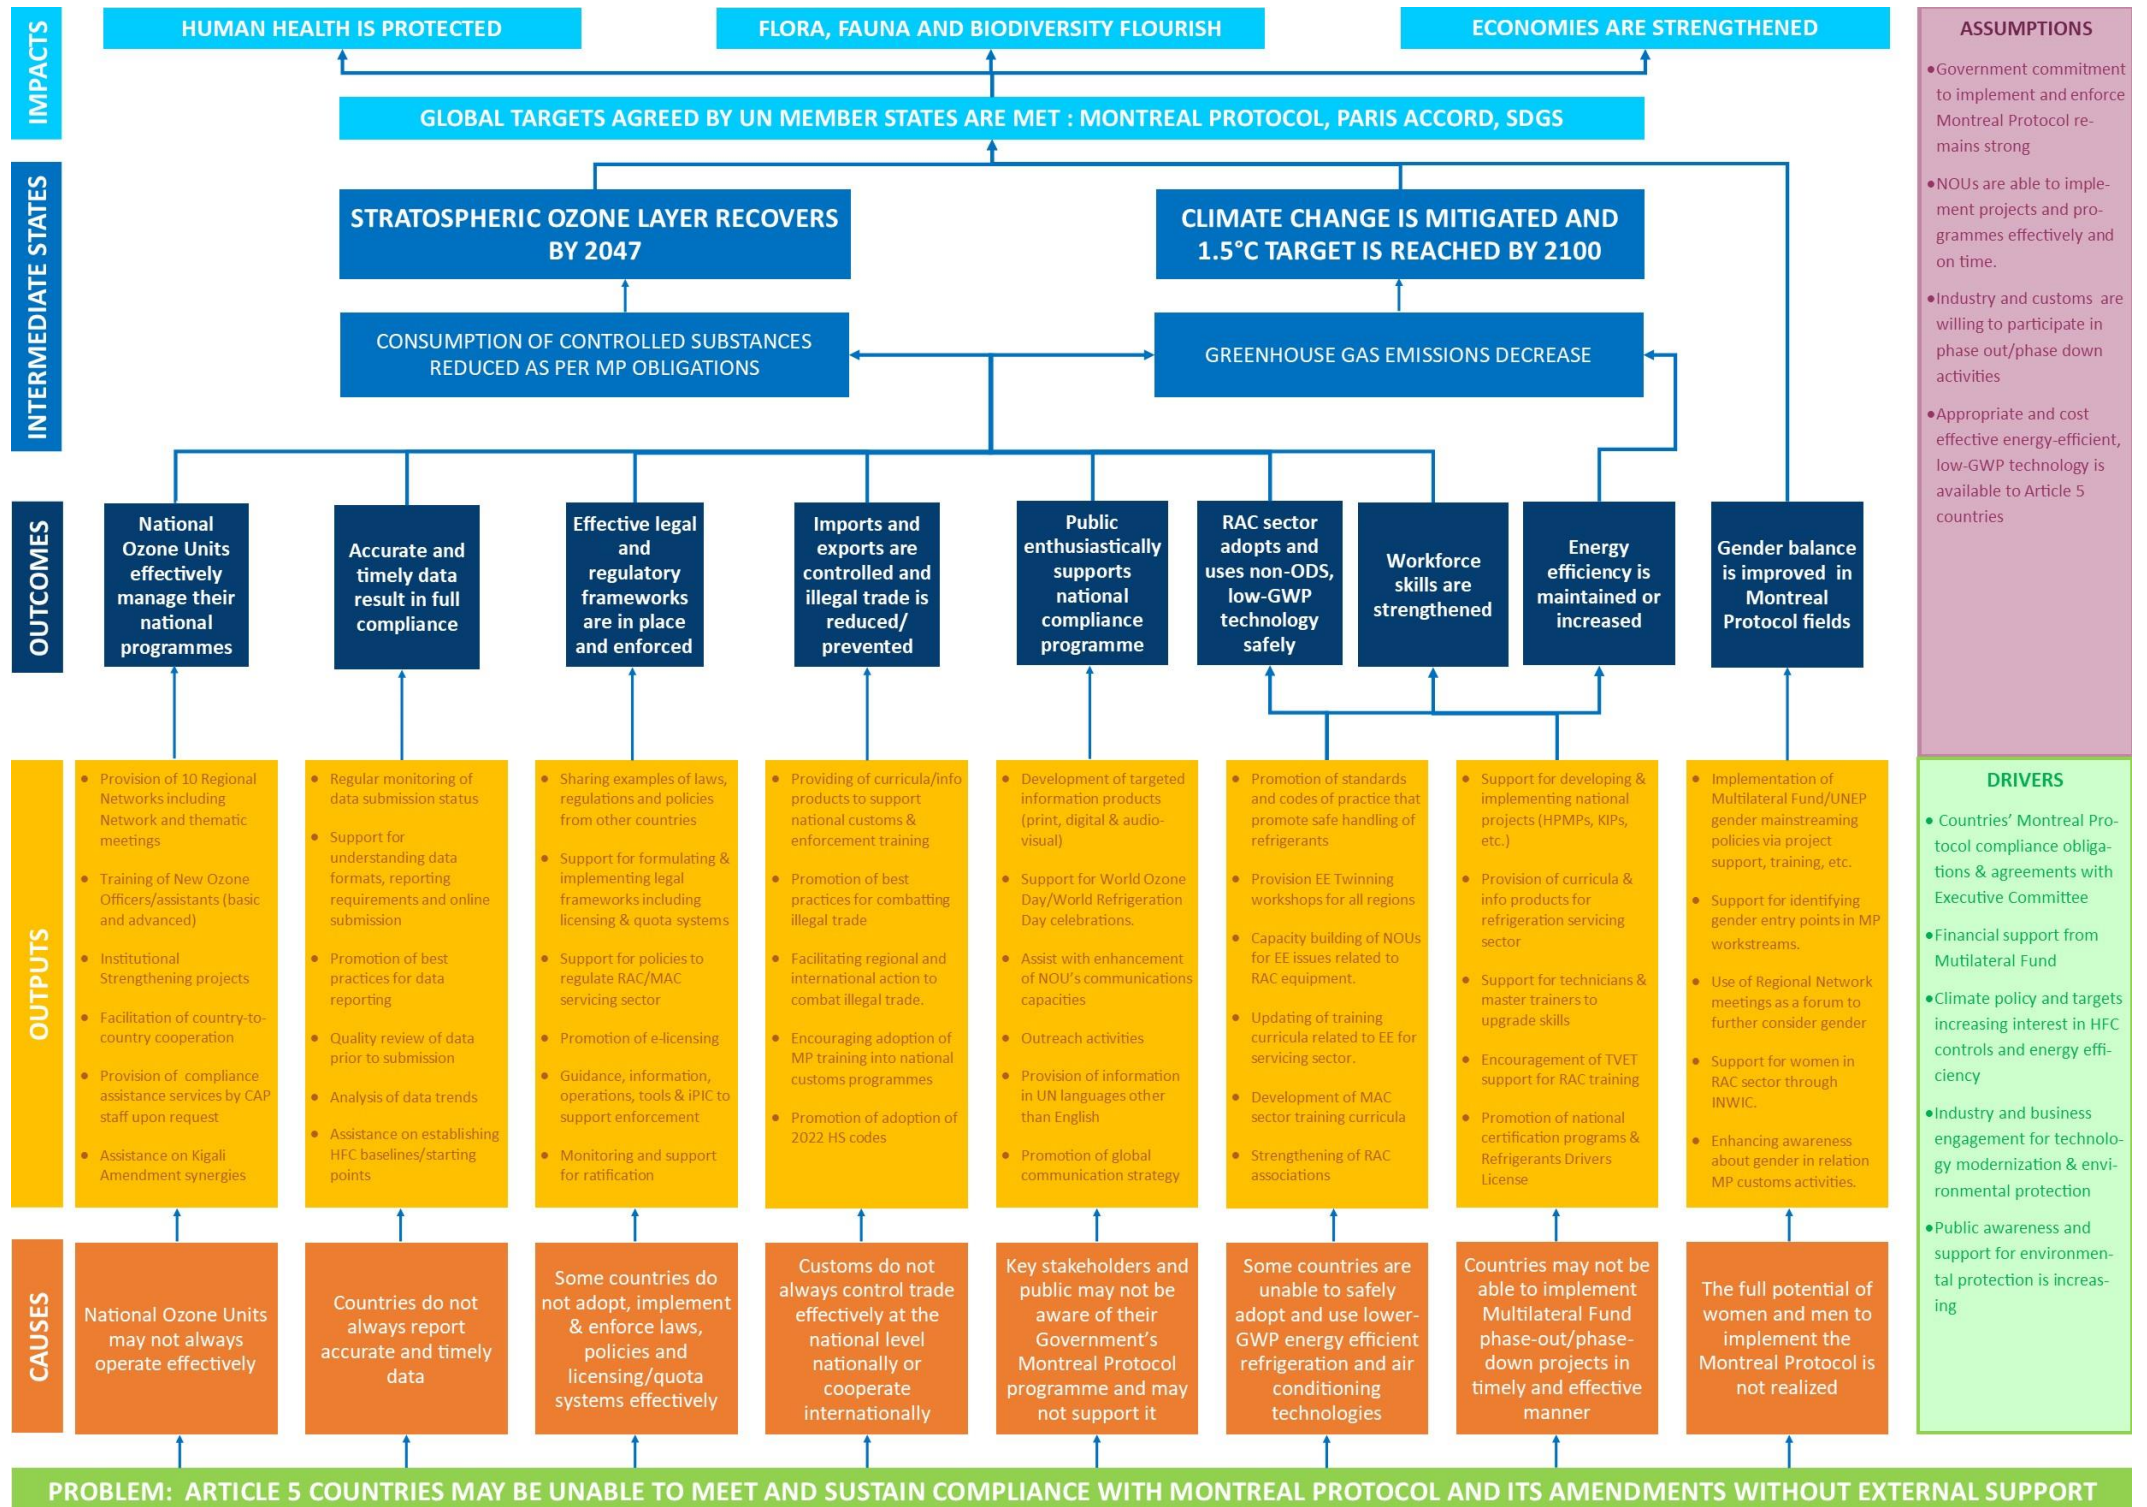 IMPACTS
HUMAN HEALTH IS PROTECTED
FLORA, FAUNA AND BIODIVERSITY FLOURISH
ECONOMIES ARE STRENGTHENED
GLOBAL TARGETS AGREED BY UN MEMBER STATES ARE MET : MONTREAL PROTOCOL, PARIS ACCORD, SDGS
INTERMEDIATE STATES
STRATOSPHERIC OZONE LAYER RECOVERS
BY 2047
CLIMATE CHANGE IS MITIGATED AND
1.5°C TARGET IS REACHED BY 2100
CONSUMPTION OF CONTROLLED SUBSTANCES
REDUCED AS PER MP OBLIGATIONS
GREENHOUSE GAS EMISSIONS DECREASE
OUTCOMES
National
Ozone Units
effectively
manage their
national
programmes
Accurate and
timely data
result in full
compliance
Effective legal
and
regulatory
frameworks
are in place
and enforced
Imports and
exports are
controlled and
illegal trade is
reduced/
prevented
Public
enthusiastically
supports
national
compliance
programme
RAC sector
adopts and
uses non-ODS,
low-GWP
technology
safely
Workforce
skills are
strengthened
Energy
efficiency is
maintained or
increased
Gender balance
is improved in
Montreal
Protocol fields
OUTPUTS
• Provision of 10 Regional
Networks including
Network and thematic
meetings
• Training of New Ozone
Officers/assistants (basic
and advanced)
• Institutional
Strengthening projects
• Facilitation of country-to-
country cooperation
• Provision of compliance
assistance services by CAP
staff upon request
• Assistance on Kigali
Amendment synergies
• Regular monitoring of
data submission status
• Support for
understanding data
formats, reporting
requirements and online
submission
• Promotion of best
practices for data
reporting
• Quality review of data
prior to submission
• Analysis of data trends
• Assistance on establishing
HFC baselines/starting
points
• Sharing examples of laws,
regulations and policies
from other countries
• Support for formulating &
implementing legal
frameworks including
licensing & quota systems
• Support for policies to
regulate RAC/MAC
servicing sector
• Promotion of e-licensing
• Guidance, information,
operations, tools & iPIC to
support enforcement
• Monitoring and support
for ratification
• Providing of curricula/info
products to support
national customs &
enforcement training
• Promotion of best
practices for combatting
illegal trade
• Facilitating regional and
international action to
combat illegal trade.
• Encouraging adoption of
MP training into national
customs programmes
• Promotion of adoption of
2022 HS codes
• Development of targeted
information products
(print, digital & audio-
visual)
• Support for World Ozone
Day/World Refrigeration
Day celebrations.
• Assist with enhancement
of NOU's communications
capacities
• Outreach activities
• Provision of information
in UN languages other
than English
• Promotion of global
communication strategy
• Promotion of standards
and codes of practice that
promote safe handling of
refrigerants
• Provision EE Twinning
workshops for all regions
• Capacity building of NOUs
for EE issues related to
RAC equipment.
• Updating of training
curricula related to EE for
servicing sector.
• Development of MAC
sector training curricula
• Strengthening of RAC
associations
• Support for developing &
implementing national
projects (HPMPs, KIPs,
etc.)
• Provision of curricula &
info products for
refrigeration servicing
sector
• Support for technicians &
master trainers to
upgrade skills
• Encouragement of TVET
support for RAC training
• Promotion of national
certification programs &
Refrigerants Drivers
License
• Implementation of
Multilateral Fund/UNEP
gender mainstreaming
policies via project
support, training, etc.
• Support for identifying
gender entry points in MP
workstreams.
• Use of Regional Network
meetings as a forum to
further consider gender
• Support for women in
RAC sector through
INWIC.
• Enhancing awareness
about gender in relation
MP customs activities.
CAUSES
National Ozone Units
may not always
operate effectively
Countries do not
always report
accurate and timely
data
Some countries do
not adopt, implement
& enforce laws,
policies and
licensing/quota
systems effectively
Customs do not
always control trade
effectively at the
national level
nationally or
cooperate
internationally
Key stakeholders and
public may not be
aware of their
Government's
Montreal Protocol
programme and may
not support it
Some countries are
unable to safely
adopt and use lower-
GWP energy efficient
refrigeration and air
conditioning
technologies
Countries may not be
able to implement
Multilateral Fund
phase-out/phase-
down projects in
timely and effective
manner
The full potential of
women and men to
implement the
Montreal Protocol is
not realized
PROBLEM: ARTICLE 5 COUNTRIES MAY BE UNABLE TO MEET AND SUSTAIN COMPLIANCE WITH MONTREAL PROTOCOL AND ITS AMENDMENTS WITHOUT EXTERNAL SUPPORT
ASSUMPTIONS
•Government commitment
to implement and enforce
Montreal Protocol re-
mains strong
•NOUs are able to imple-
ment projects and pro-
grammes effectively and
on time.
•Industry and customs are
willing to participate in
phase out/phase down
activities
•Appropriate and cost
effective energy-efficient,
low-GWP technology is
available to Article 5
countries
DRIVERS
• Countries' Montreal Pro-
tocol compliance obliga-
tions & agreements with
Executive Committee
•Financial support from
Mutilateral Fund
•Climate policy and targets
increasing interest in HFC
controls and energy effi-
ciency
•Industry and business
engagement for technolo-
gy modernization & envi-
ronmental protection
•Public awareness and
support for environmen-
tal protection is increas-
ing